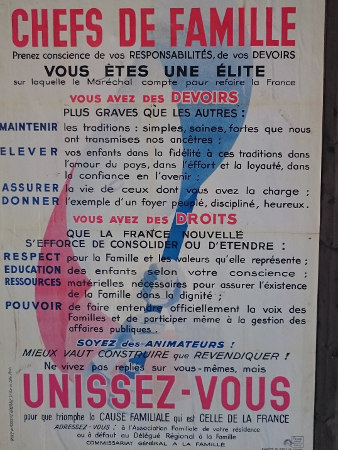 CHEFS DE FAMILLE
Prenez conscience de vos RESPONSABILITÉS, de vos DEVOIRS
VOUS ÊTES UNE ÉLITE
sur laquelle le Maréchal compte pour refaire la France
VOUS AVEZ DES DEVOIRS
PLUS GRAVES QUE LES AUTRES :
MAINTENIR les traditions : simples, saines, fortes que nous
ont transmises nos ancêtres ;
ELEVER vos enfants dans la fidélité à ces traditions dans
l'amour du pays, dans l'éffort et la loyauté, dans
la confiance en l'avenir.
ASSURER la vie de ceux dont vous avez la charge ;
DONNER l'exemple d'un foyer peuplé, discipliné, heureux.
VOUS AVEZ DES DROITS
QUE LA FRANCE NOUVELLE
S'EFFORCE DE CONSOLIDER OU D'ETENDRE :
RESPECT pour la Famille et les valeurs qu'elle représente ;
EDUCATION des enfants selon votre conscience ;
RESSOURCES matérielles nécessaires pour assurer l'éxistence
de la Famille dans la dignité ;
POUVOIR de faire entendre officiellement la voix des
Familles et de participer même à la gestion des
affaires publiques.
SOYEZ des ANIMATEURS !
MIEUX VAUT CONSTRUIRE que REVENDIQUER !
Ne vivez pas repliés sur vous-mêmes, mais
UNISSEZ-VOUS
pour que triomphe la CAUSE FAMILIALE qui est CELLE DE LA FRANCE
ADRESSEZ-VOUS : à l'Association Familiale de votre résidence
ou à défaut au Délégué Régional à la Famille
COMMISSARIAT GÉNÉRAL A LA FAMILLE